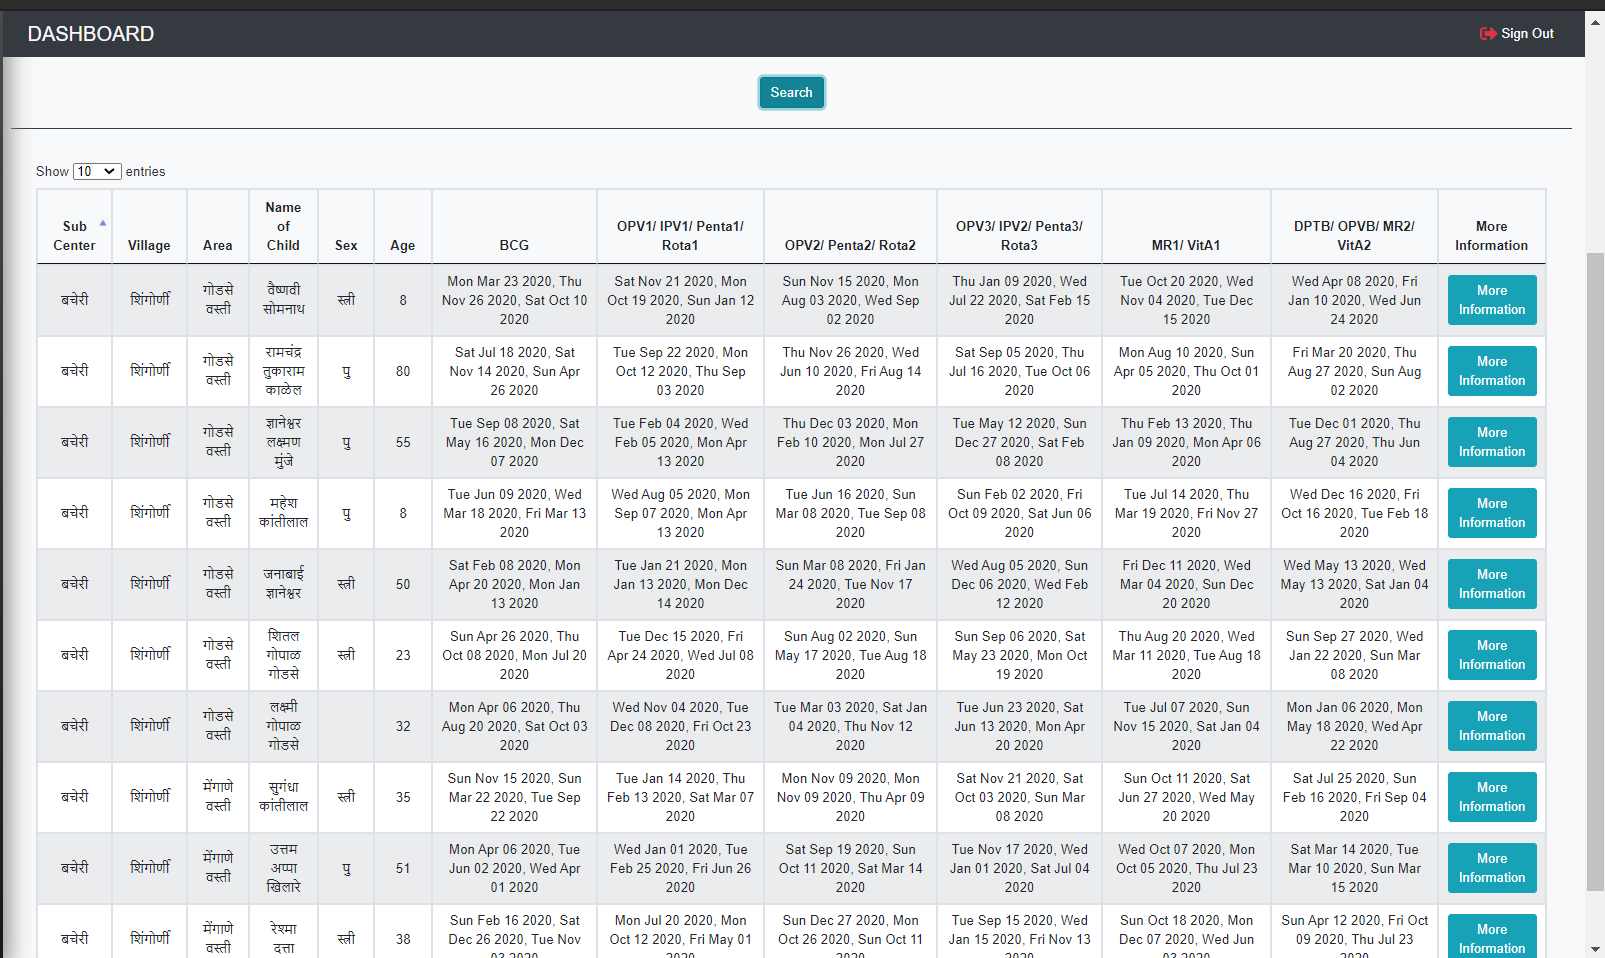 DASHBOARD
Sign Out
Search
Show 10 entries
Sub Center Village Area Name of Child Sex Age BCG OPV1/ IPV1/ Penta1/ Rota1 OPV2/ Penta2/ Rota2 OPV3/ IPV2/ Penta3/ Rota3 MR1/ VitA1 DPTB/ OPVB/ MR2/ VitA2 More Information
बचेरी शिंगोर्णी गोडसे वस्ती वैष्णवी सोमनाथ स्त्री 8 Mon Mar 23 2020, Thu Nov 26 2020, Sat Oct 10 2020 Sat Nov 21 2020, Mon Oct 19 2020, Sun Jan 12 2020 Sun Nov 15 2020, Mon Aug 03 2020, Wed Sep 02 2020 Thu Jan 09 2020, Wed Jul 22 2020, Sat Feb 15 2020 Tue Oct 20 2020, Wed Nov 04 2020, Tue Dec 15 2020 Wed Apr 08 2020, Fri Jan 10 2020, Wed Jun 24 2020 More Information
बचेरी शिंगोर्णी गोडसे वस्ती रामचंद्र तुकाराम काळेल पु 80 Sat Jul 18 2020, Sat Nov 14 2020, Sun Apr 26 2020 Tue Sep 22 2020, Mon Oct 12 2020, Thu Sep 03 2020 Thu Nov 26 2020, Wed Jun 10 2020, Fri Aug 14 2020 Sat Sep 05 2020, Thu Jul 16 2020, Tue Oct 06 2020 Mon Aug 10 2020, Sun Apr 05 2020, Thu Oct 01 2020 Fri Mar 20 2020, Thu Aug 27 2020, Sun Aug 02 2020 More Information
बचेरी शिंगोर्णी गोडसे वस्ती ज्ञानेश्वर लक्ष्मण मुंजे पु 55 Tue Sep 08 2020, Sat May 16 2020, Mon Dec 07 2020 Tue Feb 04 2020, Wed Feb 05 2020, Mon Apr 13 2020 Thu Dec 03 2020, Mon Feb 10 2020, Mon Jul 27 2020 Tue May 12 2020, Sun Dec 27 2020, Sat Feb 08 2020 Thu Feb 13 2020, Thu Jan 09 2020, Mon Apr 06 2020 Tue Dec 01 2020, Thu Aug 27 2020, Thu Jun 04 2020 More Information
बचेरी शिंगोर्णी गोडसे वस्ती महेश कांतीलाल पु 8 Tue Jun 09 2020, Wed Mar 18 2020, Fri Mar 13 2020 Wed Aug 05 2020, Mon Sep 07 2020, Mon Apr 13 2020 Tue Jun 16 2020, Sun Mar 08 2020, Tue Sep 08 2020 Sun Feb 02 2020, Fri Oct 09 2020, Sat Jun 06 2020 Tue Jul 14 2020, Thu Mar 19 2020, Fri Nov 27 2020 Wed Dec 16 2020, Fri Oct 16 2020, Tue Feb 18 2020 More Information
बचेरी शिंगोर्णी गोडसे वस्ती जनाबाई ज्ञानेश्वर स्त्री 50 Sat Feb 08 2020, Mon Apr 20 2020, Mon Jan 13 2020 Tue Jan 21 2020, Mon Jan 13 2020, Mon Dec 14 2020 Sun Mar 08 2020, Fri Jan 24 2020, Tue Nov 17 2020 Wed Aug 05 2020, Sun Dec 06 2020, Wed Feb 12 2020 Fri Dec 11 2020, Wed Mar 04 2020, Sun Dec 20 2020 Wed May 13 2020, Wed May 13 2020, Sat Jan 04 2020 More Information
बचेरी शिंगोर्णी गोडसे वस्ती शितल गोपाळ गोडसे स्त्री 23 Sun Apr 26 2020, Thu Oct 08 2020, Mon Jul 20 2020 Tue Dec 15 2020, Fri Apr 24 2020, Wed Jul 08 2020 Sun Aug 02 2020, Sun May 17 2020, Tue Aug 18 2020 Sun Sep 06 2020, Sat May 23 2020, Mon Oct 19 2020 Thu Aug 20 2020, Wed Mar 11 2020, Tue Aug 18 2020 Sun Sep 27 2020, Wed Jan 22 2020, Sun Mar 08 2020 More Information
बचेरी शिंगोर्णी गोडसे वस्ती लक्ष्मी गोपाळ गोडसे 32 Mon Apr 06 2020, Thu Aug 20 2020, Sat Oct 03 2020 Wed Nov 04 2020, Tue Dec 08 2020, Fri Oct 23 2020 Tue Mar 03 2020, Sat Jan 04 2020, Thu Nov 12 2020 Tue Jun 23 2020, Sat Jun 13 2020, Mon Apr 20 2020 Tue Jul 07 2020, Sun Nov 15 2020, Sat Jan 04 2020 Mon Jan 06 2020, Mon May 18 2020, Wed Apr 22 2020 More Information
बचेरी शिंगोर्णी मेंगाणे वस्ती सुगंधा कांतीलाल स्त्री 35 Sun Nov 15 2020, Sun Mar 22 2020, Tue Sep 22 2020 Tue Jan 14 2020, Thu Feb 13 2020, Sat Mar 07 2020 Mon Nov 09 2020, Mon Nov 09 2020, Thu Apr 09 2020 Sat Nov 21 2020, Sat Oct 03 2020, Sun Mar 08 2020 Sun Oct 11 2020, Sat Jun 27 2020, Wed May 20 2020 Sat Jul 25 2020, Sun Feb 16 2020, Fri Sep 04 2020 More Information
बचेरी शिंगोर्णी मेंगाणे वस्ती उत्तम अप्पा खिलारे पु 51 Mon Apr 06 2020, Tue Jun 02 2020, Wed Apr 01 2020 Wed Jan 01 2020, Tue Feb 25 2020, Fri Jun 26 2020 Sat Sep 19 2020, Sun Oct 11 2020, Sat Mar 14 2020 Tue Nov 17 2020, Wed Jan 01 2020, Sat Jul 04 2020 Wed Oct 07 2020, Mon Oct 05 2020, Thu Jul 23 2020 Sat Mar 14 2020, Tue Mar 10 2020, Sun Mar 15 2020 More Information
बचेरी शिंगोर्णी मेंगाणे वस्ती रेश्मा दत्ता स्त्री 38 Sun Feb 16 2020, Sat Dec 26 2020, Tue Nov 03 2020 Mon Jul 20 2020, Mon Oct 12 2020, Fri May 01 2020 Sun Dec 27 2020, Mon Oct 26 2020, Sun Oct 11 2020 Tue Sep 15 2020, Wed Jan 15 2020, Fri Nov 13 2020 Sun Oct 18 2020, Mon Dec 07 2020, Wed Jun 03 2020 Sun Apr 12 2020, Fri Oct 09 2020, Thu Jul 23 2020 More Information